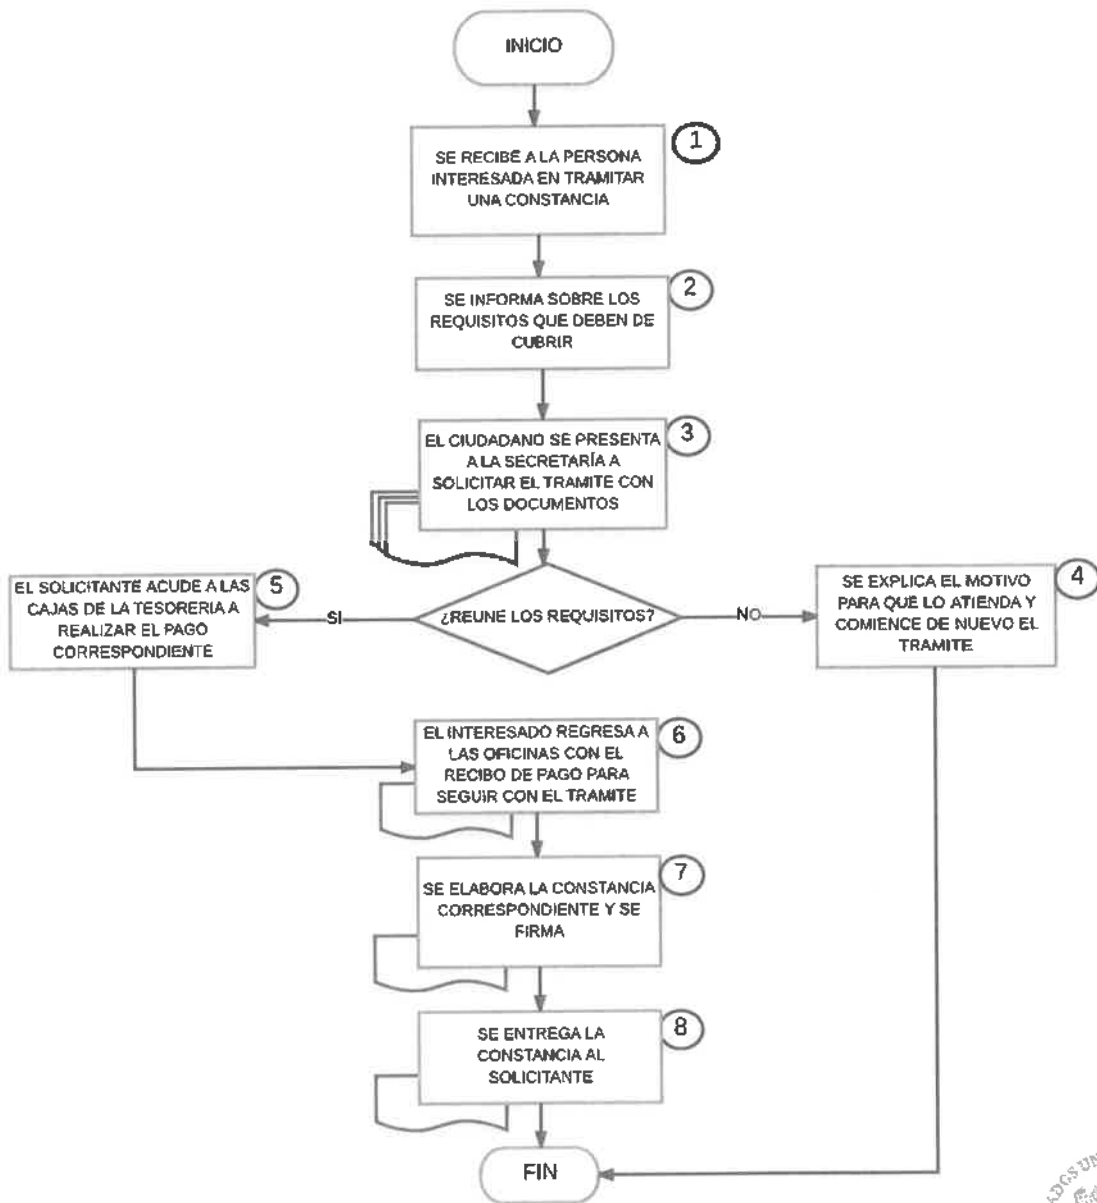 INICIO
1
SE RECIBE A LA PERSONA
INTERESADA EN TRAMITAR
UNA CONSTANCIA
2
SE INFORMA SOBRE LOS
REQUISITOS QUE DEBEN DE
CUBRIR
3
EL CIUDADANO SE PRESENTA
A LA SECRETARÍA A
SOLICITAR EL TRAMITE CON
LOS DOCUMENTOS
¿REUNE LOS REQUISITOS?
NO
4
SE EXPLICA EL MOTIVO
PARA QUE LO ATIENDA Y
COMIENCE DE NUEVO EL
TRAMITE
SI
5
EL SOLICITANTE ACUDE A LAS
CAJAS DE LA TESORERIA A
REALIZAR EL PAGO
CORRESPONDIENTE
6
EL INTERESADO REGRESA A
LAS OFICINAS CON EL
RECIBO DE PAGO PARA
SEGUIR CON EL TRAMITE
7
SE ELABORA LA CONSTANCIA
CORRESPONDIENTE Y SE
FIRMA
8
SE ENTREGA LA
CONSTANCIA AL
SOLICITANTE
FIN